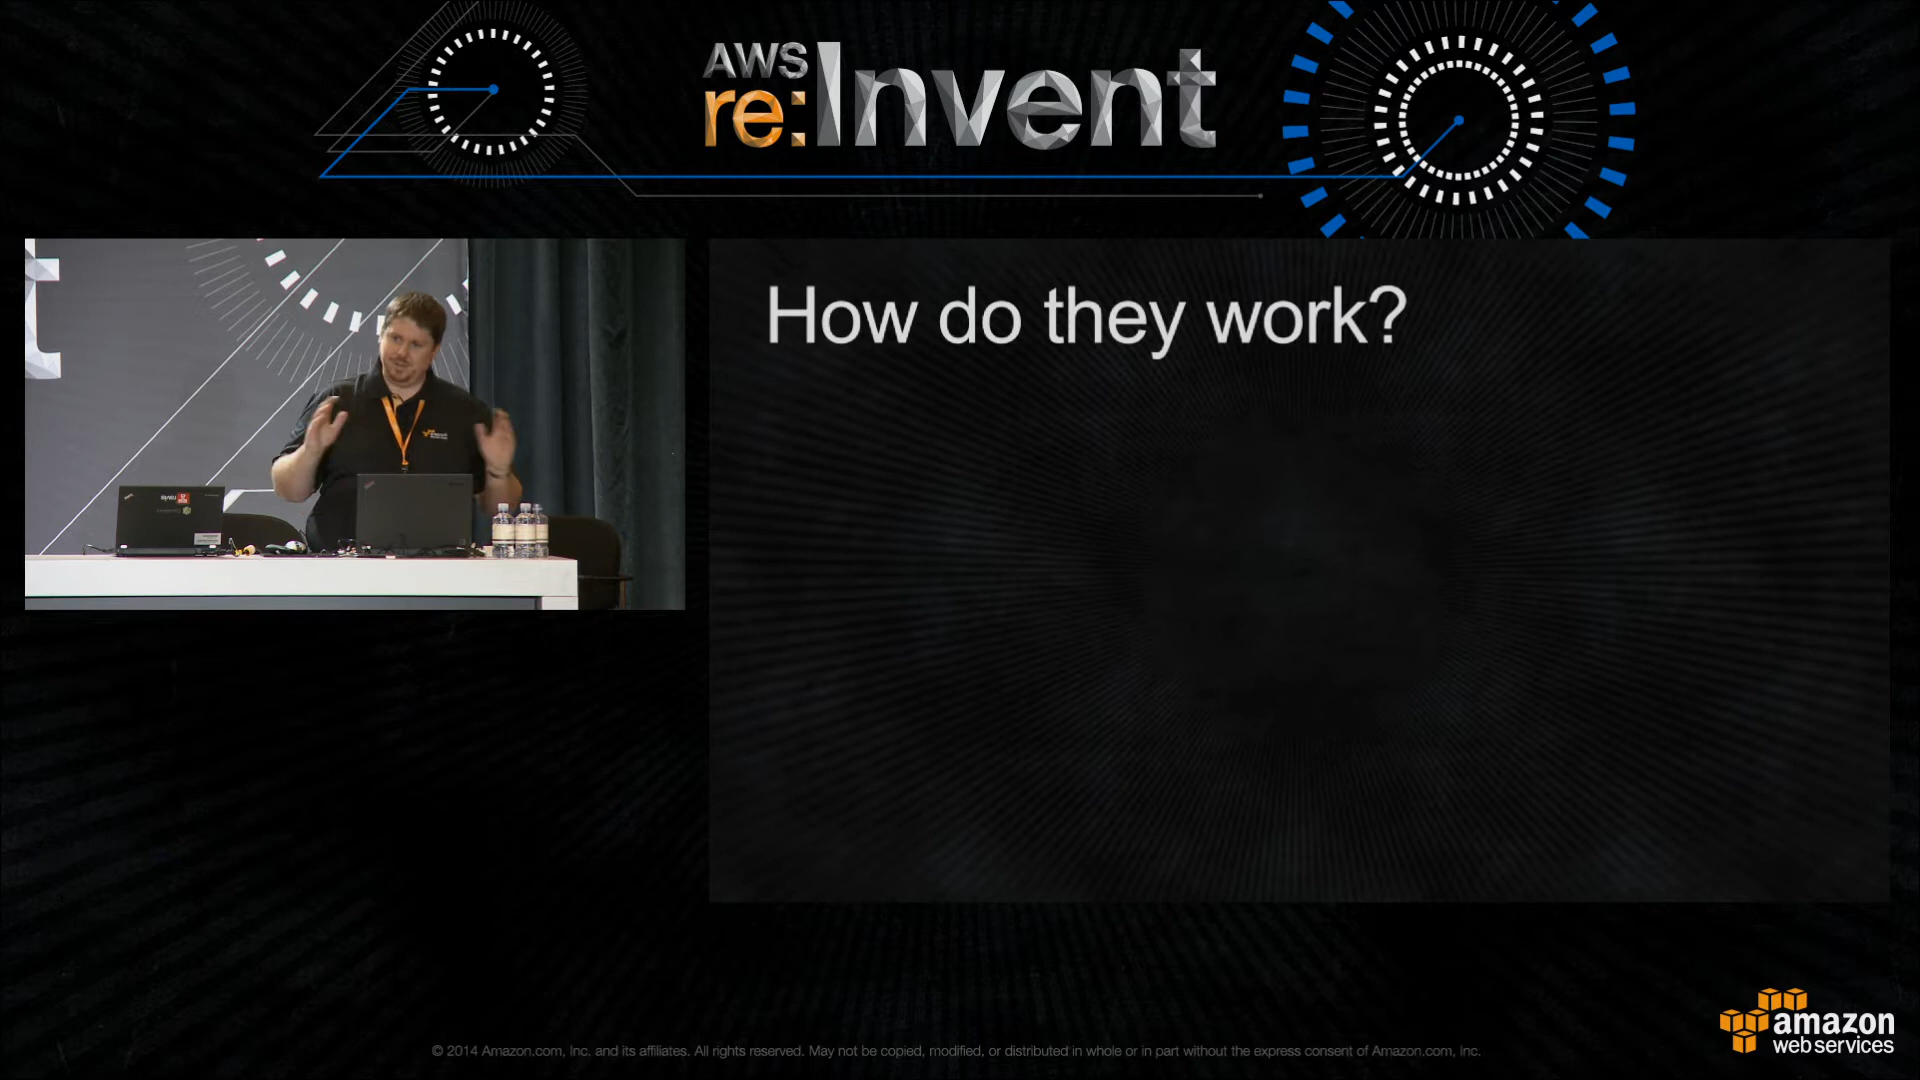 AWS
re:Invent
t
How do they work?
amazon
web services
© 2014 Amazon.com, Inc. and its affiliates. All rights reserved. May not be copied, modified, or distributed in whole or in part without the express consent of Amazon.com, Inc.